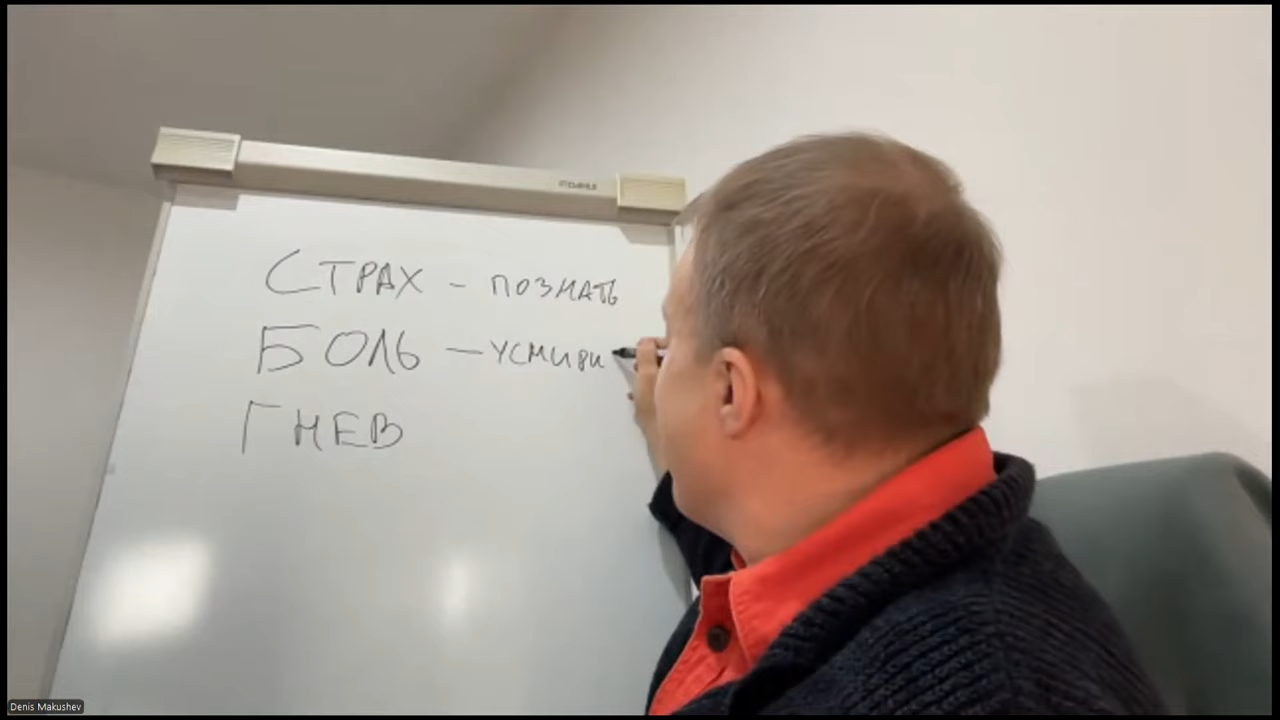 СТРАХ - ПОЗНАТЬ
БОЛЬ - УСМИРИ
ГНЕВ
Denis Makushev